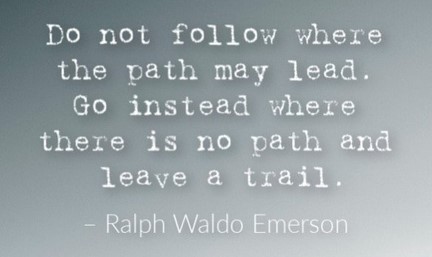 Do not follow where
the path may lead.
Go instead where
there is no path and
leave a trail.
– Ralph Waldo Emerson